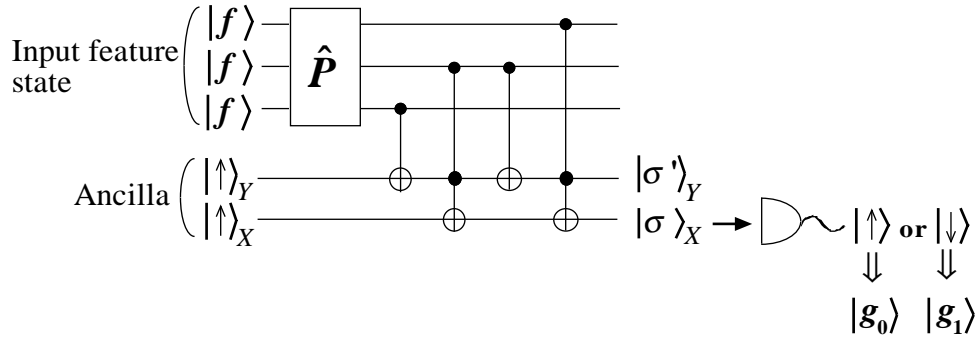 Input feature
state
|f⟩
|f⟩
|f⟩
P̂
Ancilla
|↑⟩Y
|↑⟩X
|σ '⟩Y
|σ ⟩X
|↑⟩ or |↓⟩
⇓ ⇓
|g0⟩ |g1⟩